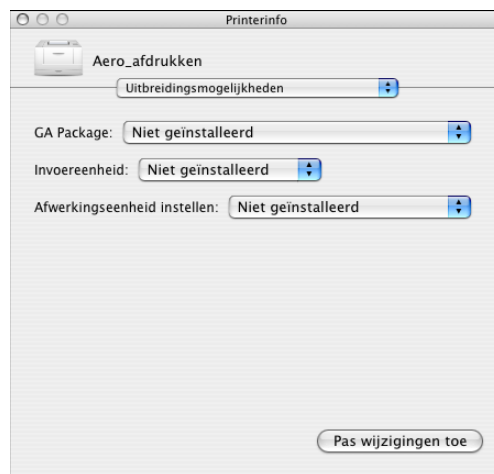 Printerinfo
Aero_afdrukken
Uitbreidingsmogelijkheden
GA Package: Niet geïnstalleerd
Invoereenheid: Niet geïnstalleerd
Afwerkingseenheid instellen: Niet geïnstalleerd
Pas wijzigingen toe